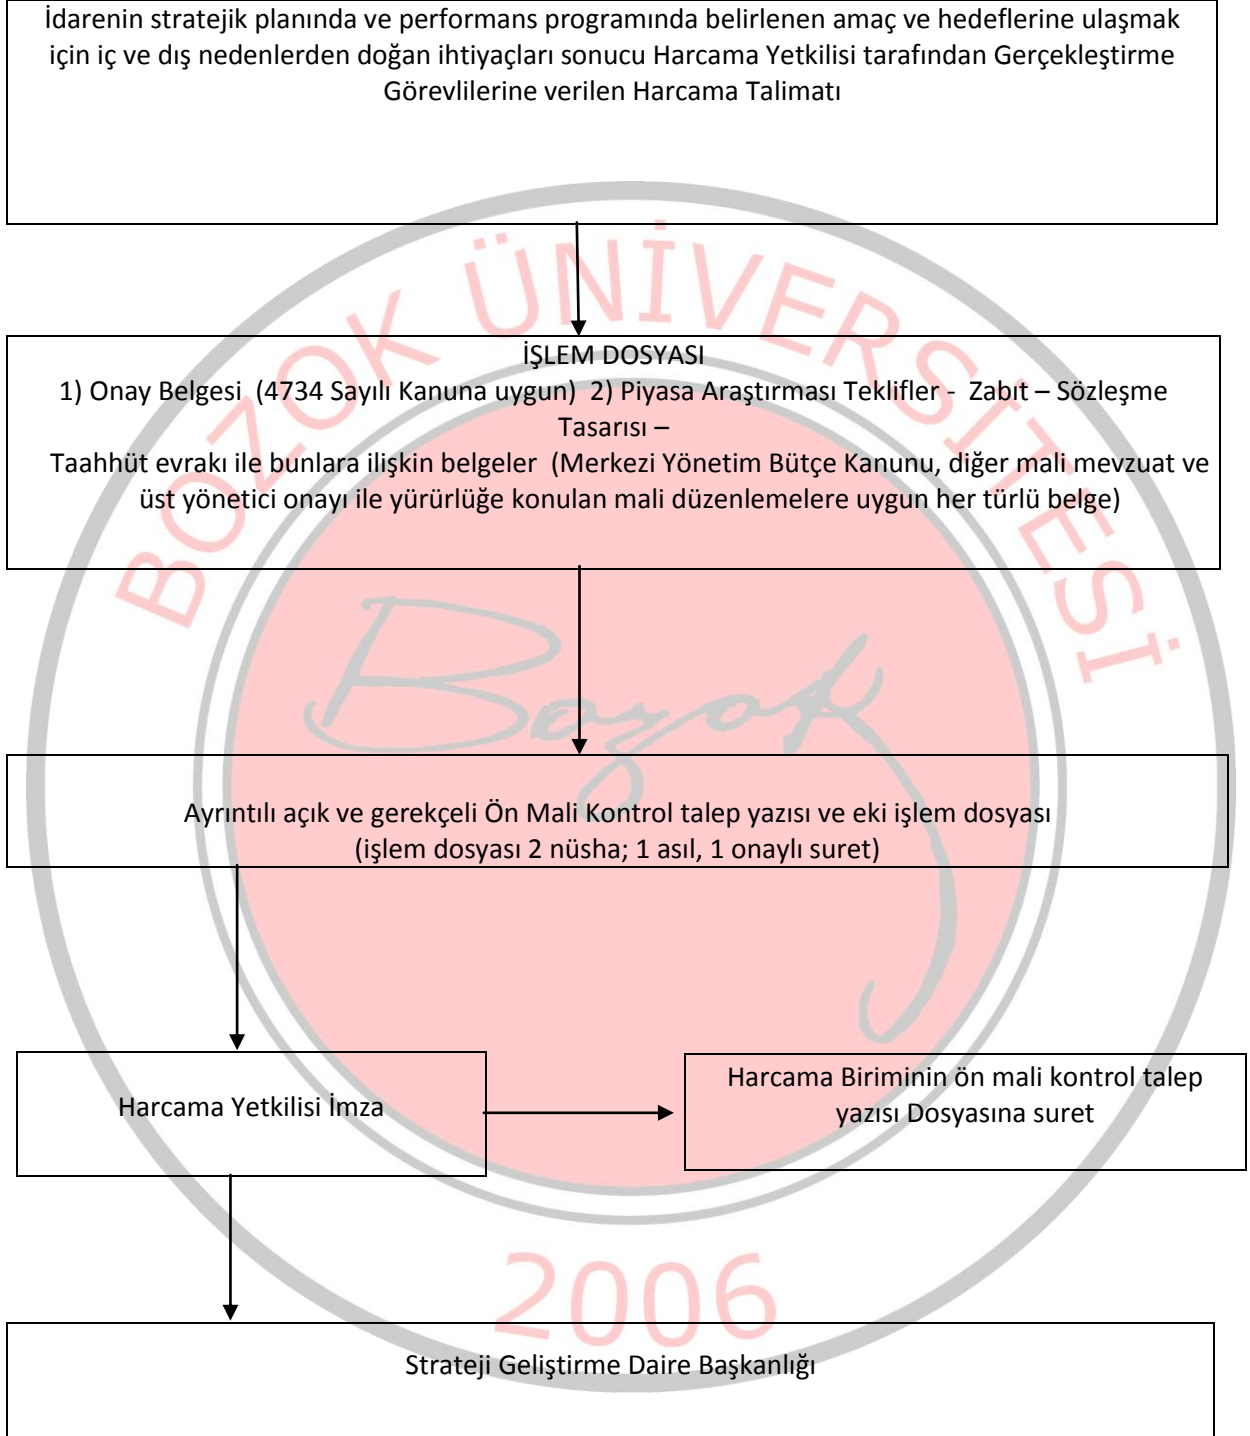 İdarenin stratejik planında ve performans programında belirlenen amaç ve hedeflerine ulaşmak
için iç ve dış nedenlerden doğan ihtiyaçları sonucu Harcama Yetkilisi tarafından Gerçekleştirme
Görevlilerine verilen Harcama Talimatı
BOZOK ÜNİVERSİTESİ
İŞLEM DOSYASI
1) Onay Belgesi  (4734 Sayılı Kanuna uygun)  2) Piyasa Araştırması Teklifler -  Zabıt – Sözleşme
Tasarısı –
Taahhüt evrakı ile bunlara ilişkin belgeler  (Merkezi Yönetim Bütçe Kanunu, diğer mali mevzuat ve
üst yönetici onayı ile yürürlüğe konulan mali düzenlemelere uygun her türlü belge)
Bozok
Ayrıntılı açık ve gerekçeli Ön Mali Kontrol talep yazısı ve eki işlem dosyası
(işlem dosyası 2 nüsha; 1 asıl, 1 onaylı suret)
Harcama Yetkilisi İmza
Harcama Biriminin ön mali kontrol talep
yazısı Dosyasına suret
2006
Strateji Geliştirme Daire Başkanlığı